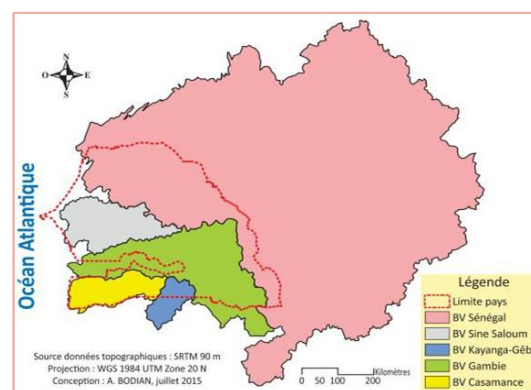 N
O
E
S
Océan Atlantique
Légende
Limite pays
BV Sénégal
BV Sine Saloum
BV Kayanga-Gêb
BV Gambie
BV Casamance
Source données topographiques : SRTM 90 m
Projection : WGS 1984 UTM Zone 20 N
Conception : A. BODIAN, juillet 2015
Kilomètres
0 50 100 200